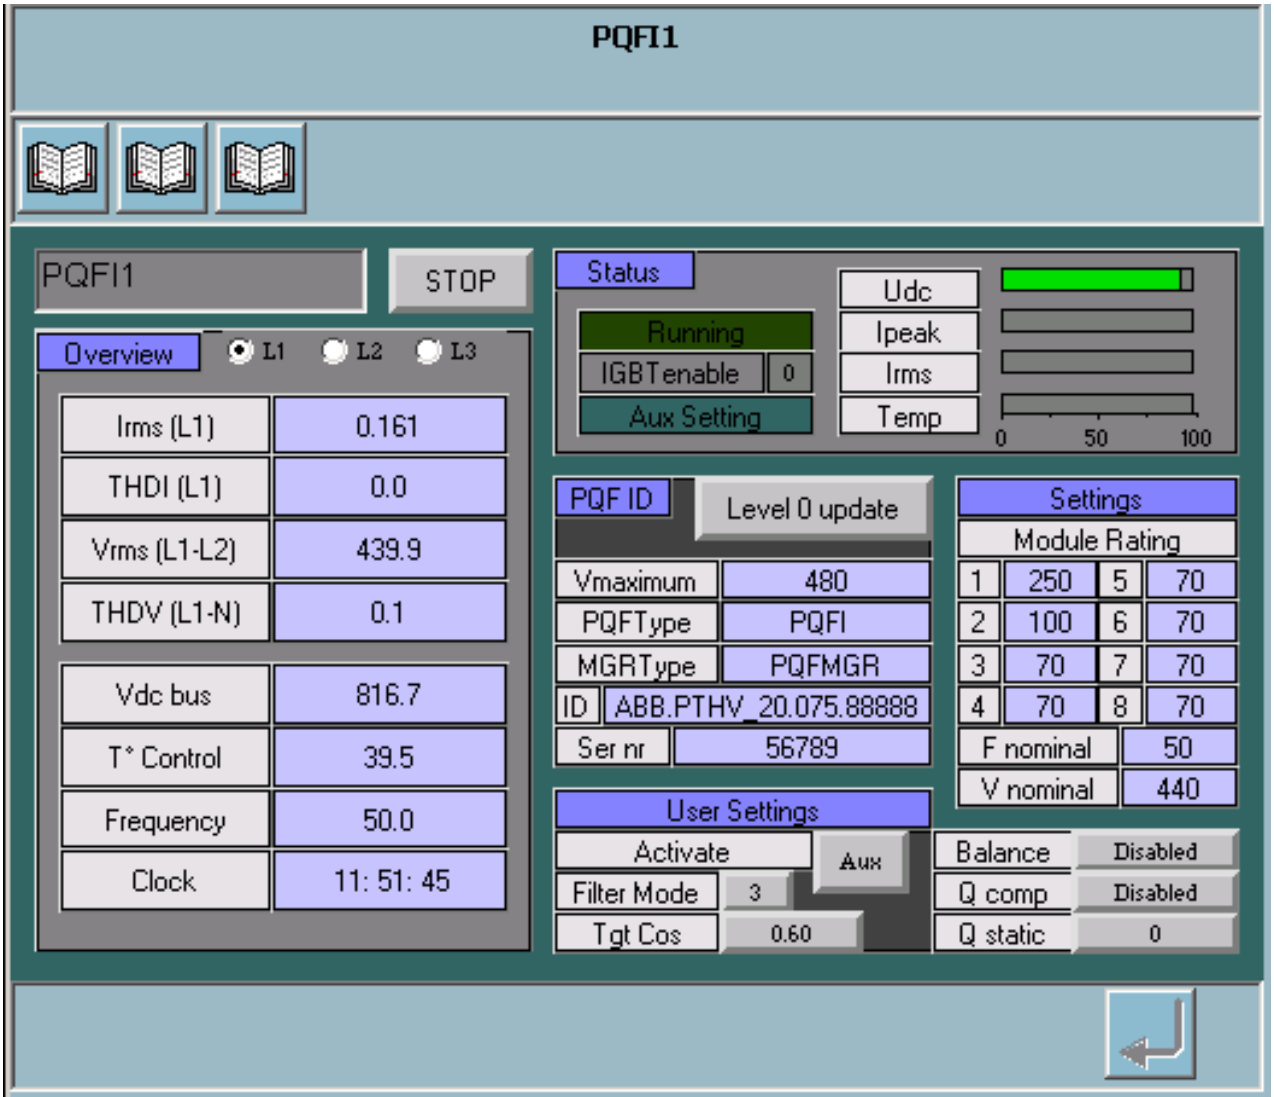 PQFI1
PQFI1
STOP
Overview L1 L2 L3
Irms (L1) 0.161
THDI (L1) 0.0
Vrms (L1-L2) 439.9
THDV (L1-N) 0.1
Vdc bus 816.7
T° Control 39.5
Frequency 50.0
Clock 11: 51: 45
Status
Running
IGBTenable 0
Aux Setting
Udc
Ipeak
Irms
Temp
0 50 100
PQF ID
Level 0 update
Vmaximum 480
PQFType PQFI
MGRType PQFMGR
ID ABB.PTHV_20.075.88888
Ser nr 56789
Settings
Module Rating
1 250 5 70
2 100 6 70
3 70 7 70
4 70 8 70
F nominal 50
V nominal 440
User Settings
Activate Aux
Filter Mode 3
Tgt Cos 0.60
Balance Disabled
Q comp Disabled
Q static 0